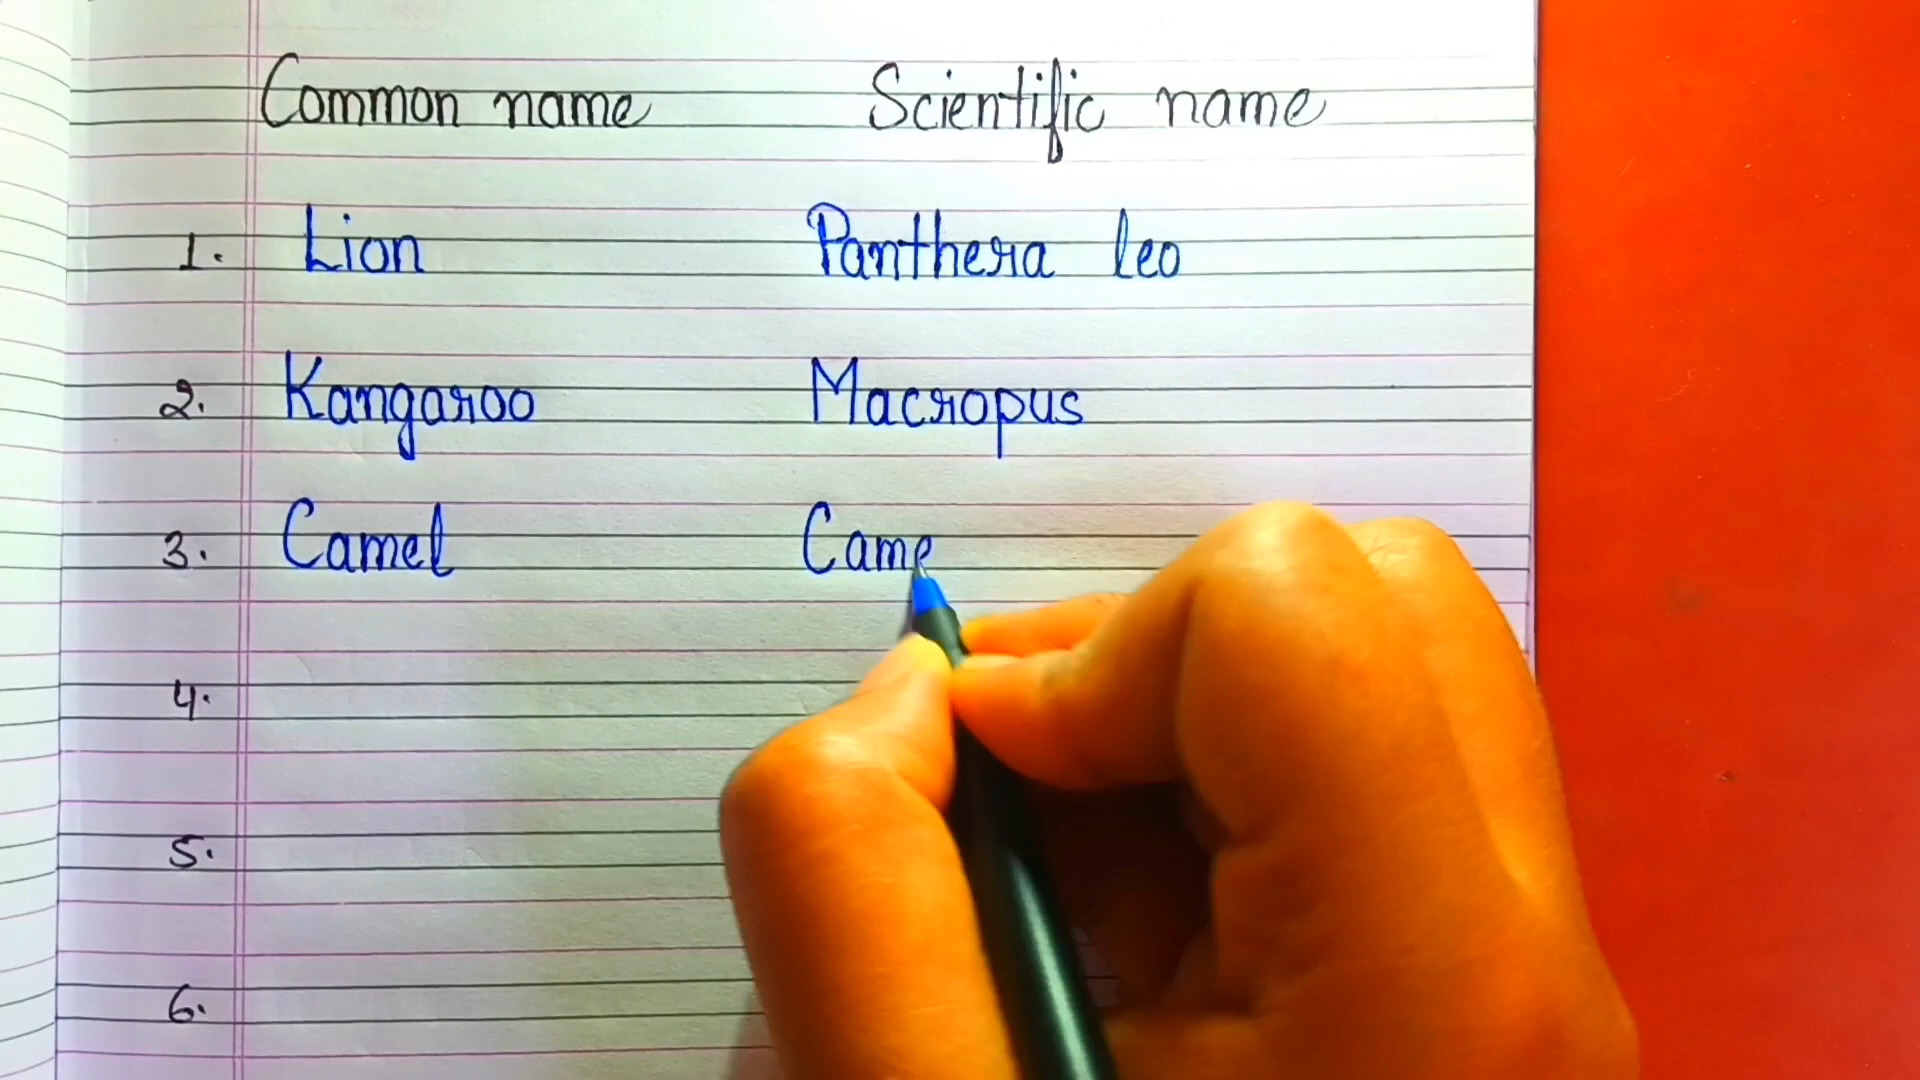 Common name Scientific name
1. Lion Panthera leo
2. Kangaroo Macropus
3. Camel Came
4.
5.
6.